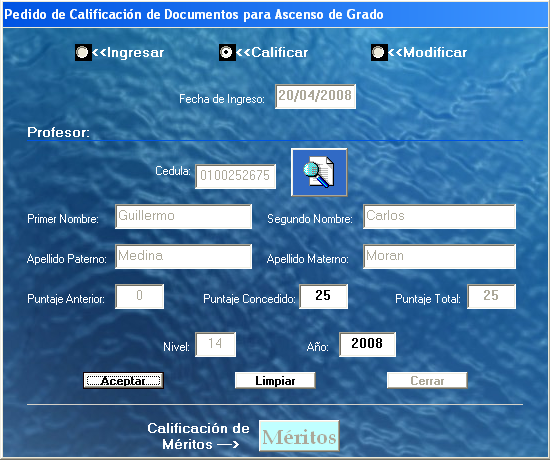 Pedido de Calificación de Documentos para Ascenso de Grado
<<Ingresar <<Calificar <<Modificar
Fecha de Ingreso: 20/04/2008
Profesor:
Cedula: 0100252675
Primer Nombre: Guillermo Segundo Nombre: Carlos
Apellido Paterno: Medina Apellido Materno: Moran
Puntaje Anterior: 0 Puntaje Concedido: 25 Puntaje Total: 25
Nivel: 14 Año: 2008
Aceptar Limpiar Cerrar
Calificación de
Méritos —> Méritos